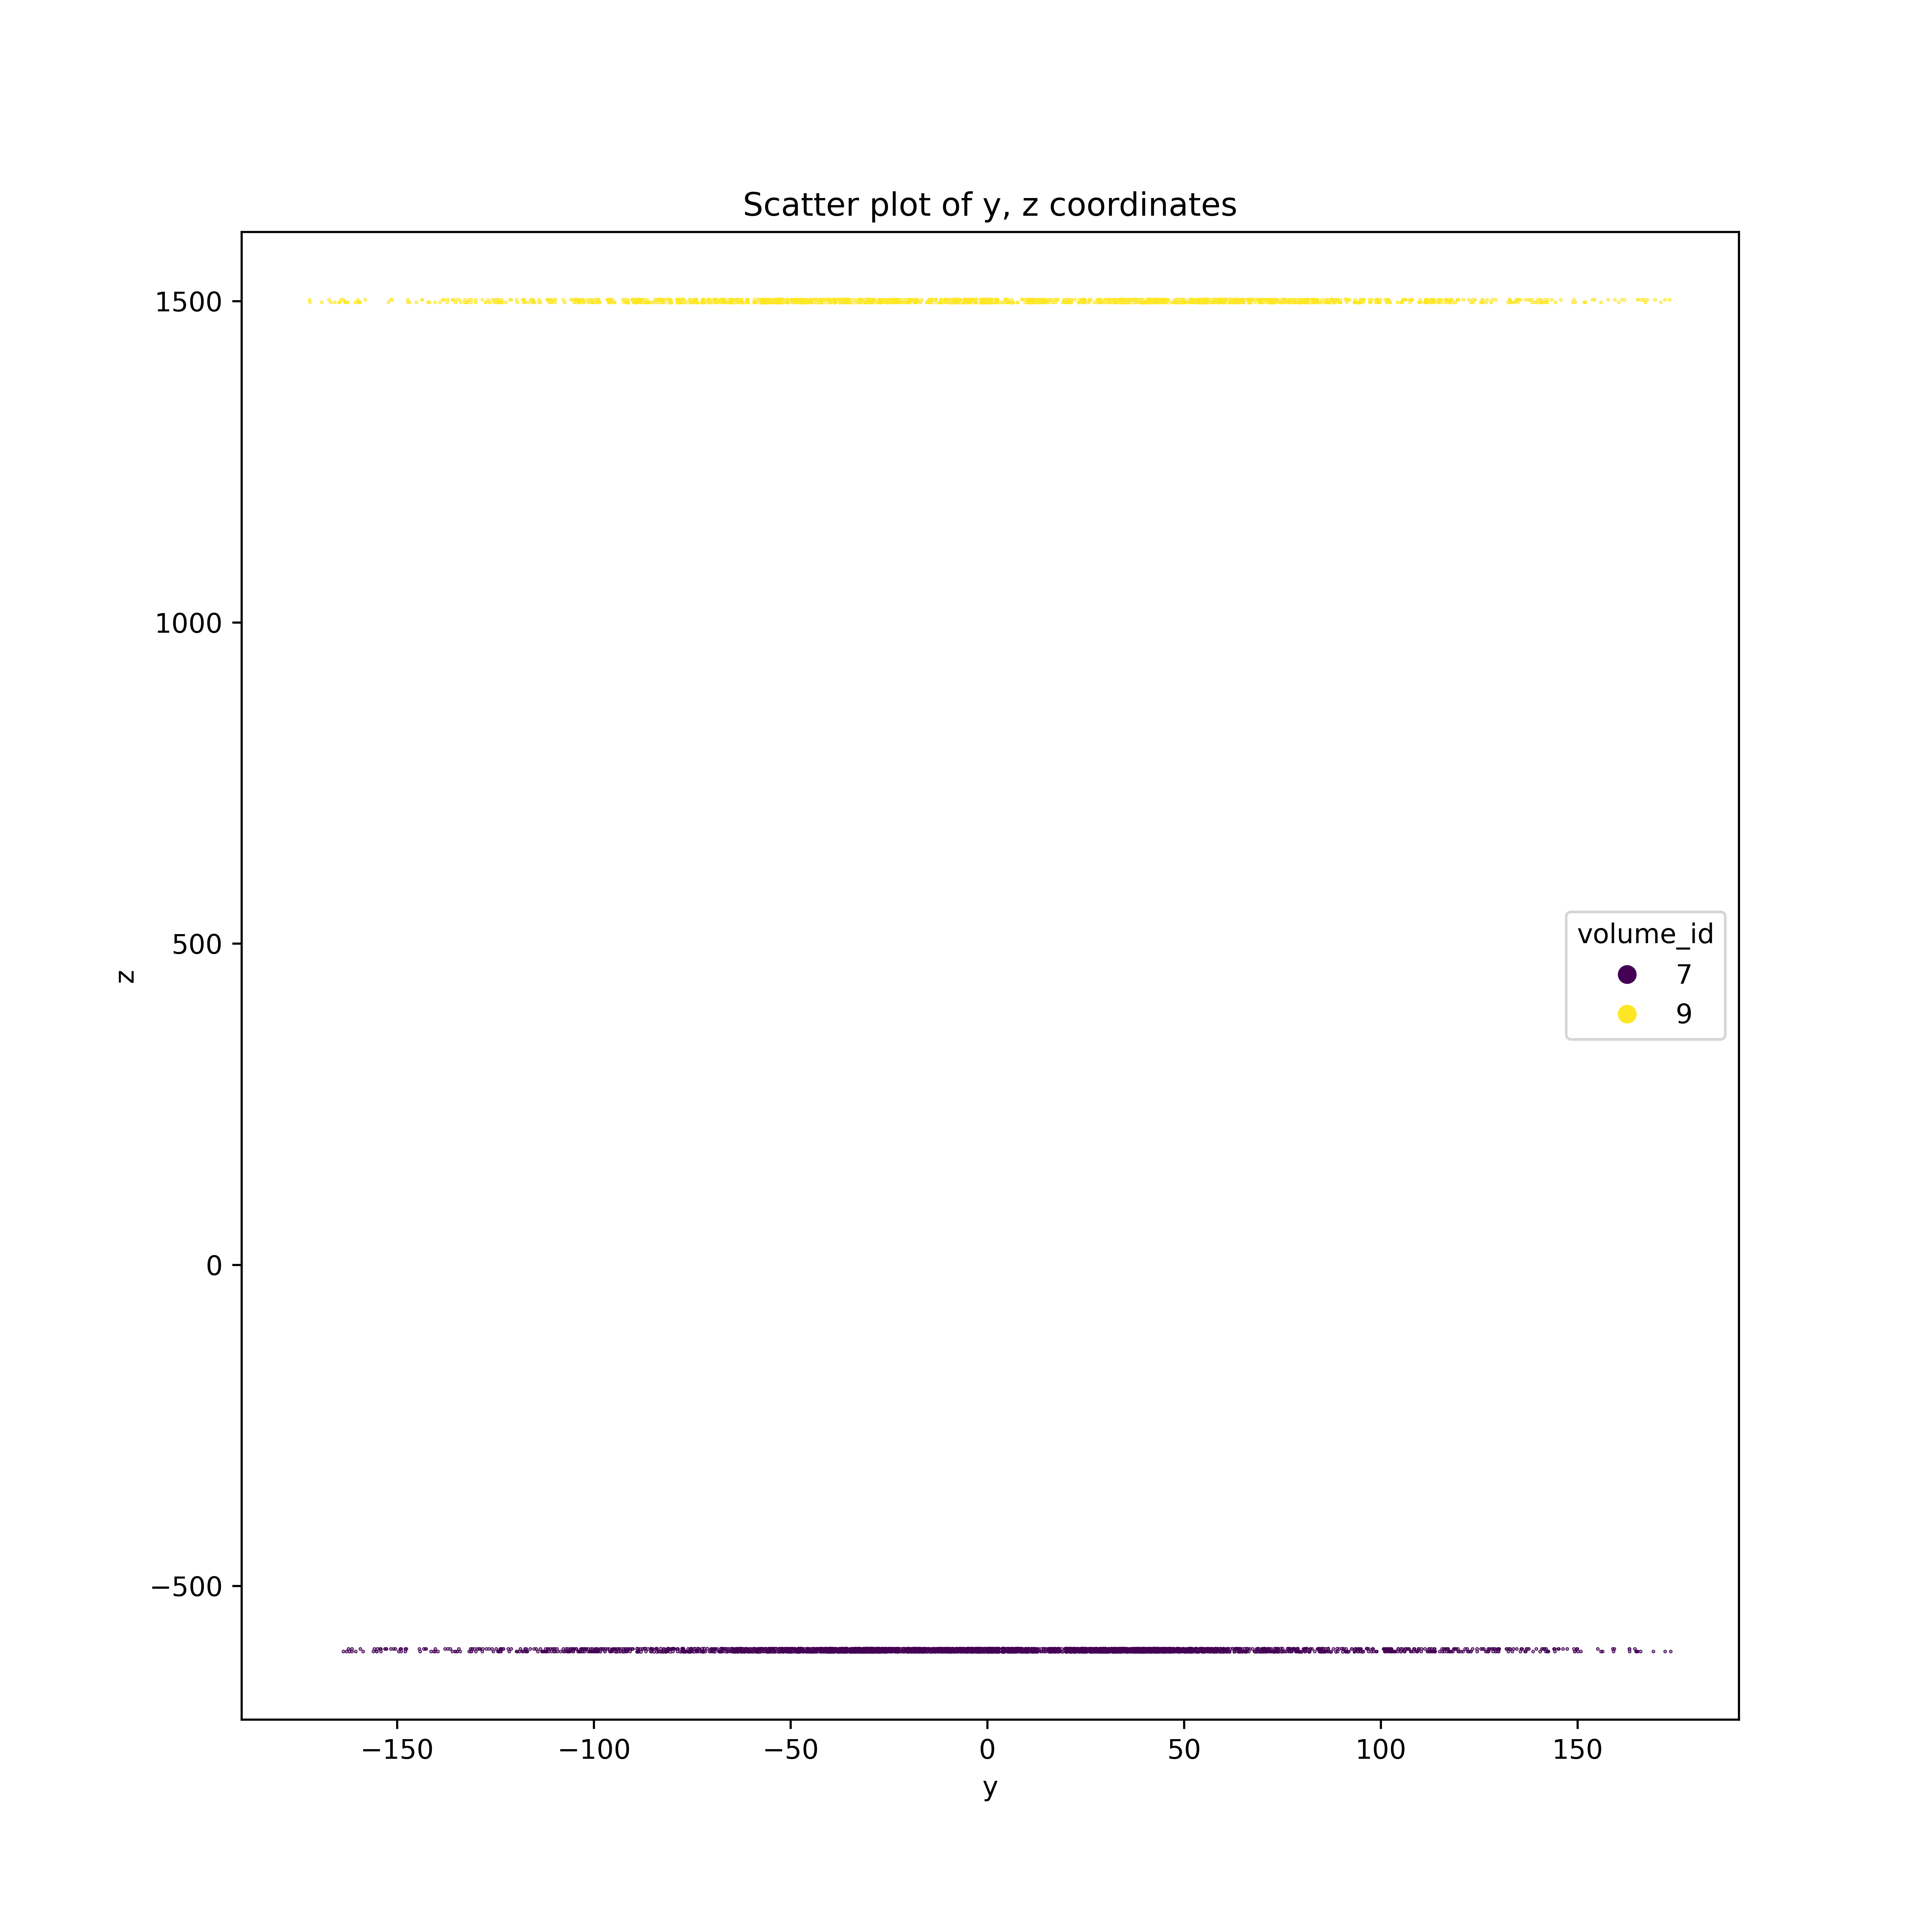 Scatter plot of y, z coordinates
1500
1000
500
0
−500
z
volume_id
7
9
−150 −100 −50 0 50 100 150
y